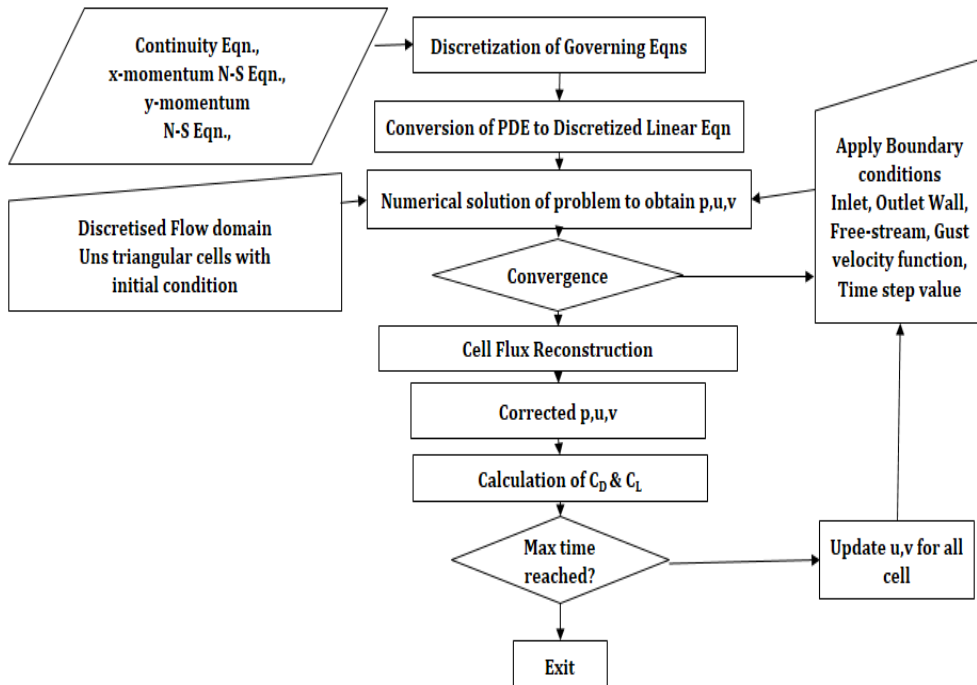 Continuity Eqn.,
x-momentum N-S Eqn.,
y-momentum
N-S Eqn.,
Discretization of Governing Eqns
Conversion of PDE to Discretized Linear Eqn
Numerical solution of problem to obtain p,u,v
Discretised Flow domain
Uns triangular cells with
initial condition
Apply Boundary
conditions
Inlet, Outlet Wall,
Free-stream, Gust
velocity function,
Time step value
Convergence
Cell Flux Reconstruction
Corrected p,u,v
Calculation of C_D & C_L
Max time
reached?
Update u,v for all
cell
Exit